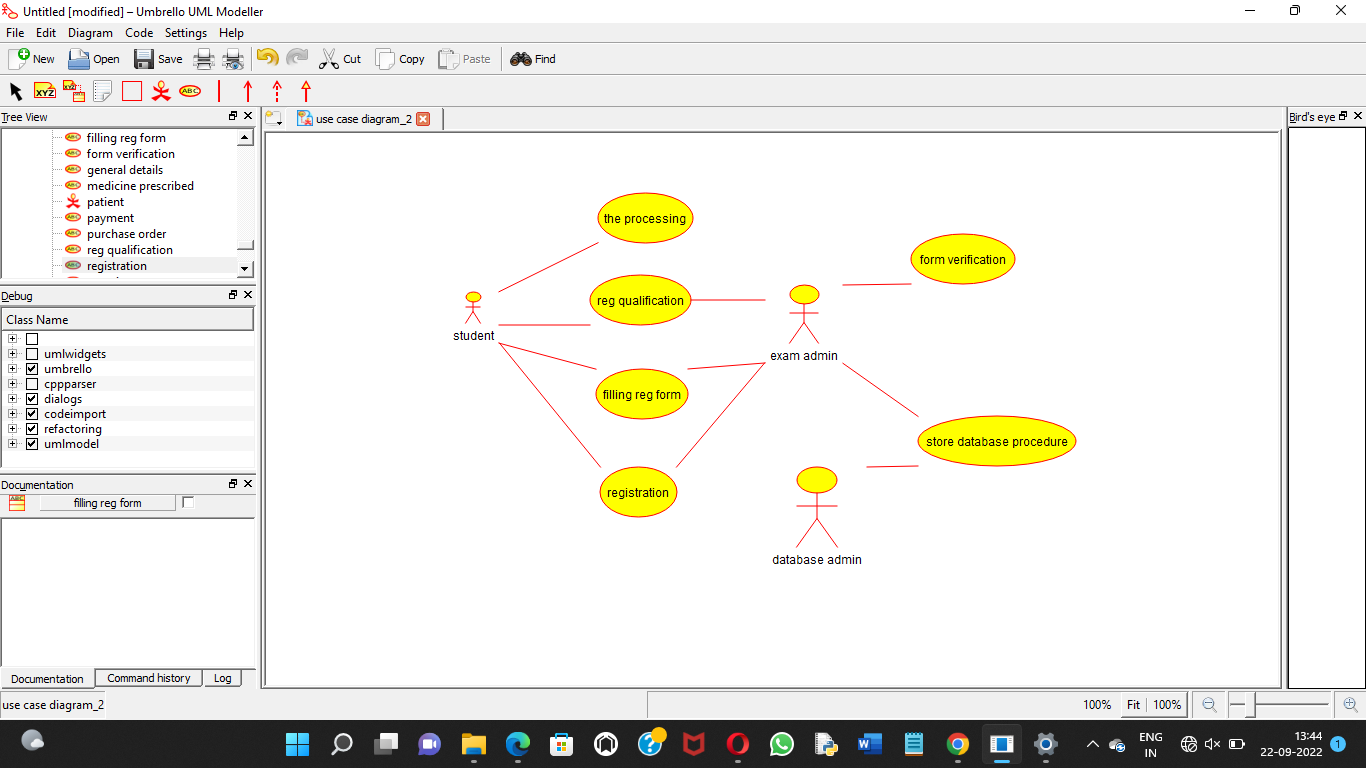 Untitled [modified] – Umbrello UML Modeller
File Edit Diagram Code Settings Help
New Open Save Cut Copy Paste Find
XYZ XYZ ABC
Tree View
use case diagram_2
Bird's eye
filling reg form
form verification
general details
medicine prescribed
patient
payment
purchase order
reg qualification
registration
Debug
Class Name
umlwidgets
umbrello
cppparser
dialogs
codeimport
refactoring
umlmodel
Documentation
filling reg form
Documentation Command history Log
the processing
form verification
reg qualification
student
exam admin
filling reg form
store database procedure
registration
database admin
use case diagram_2
100% Fit 100%
ENG
IN
13:44
22-09-2022
1